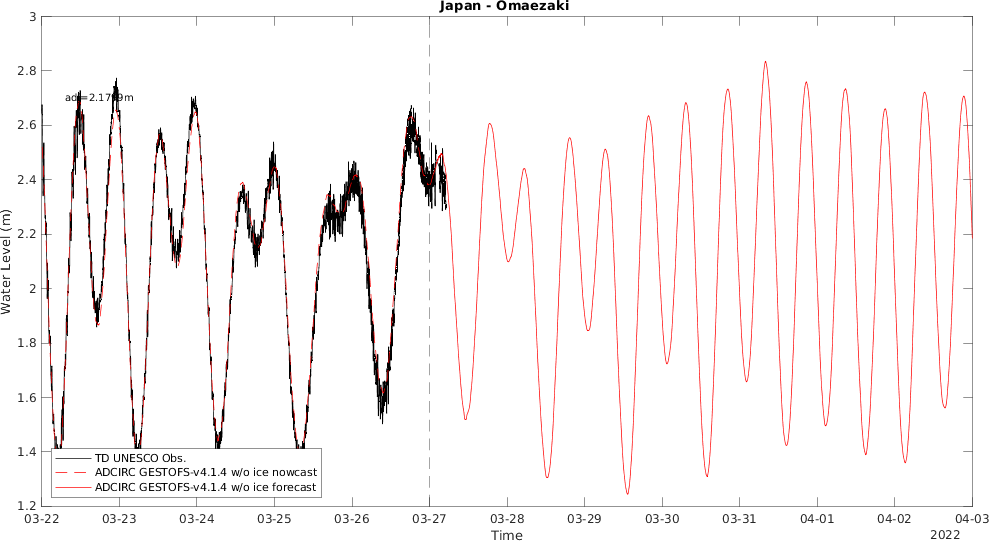 Japan - Omaezaki
3
2.8
2.6
2.4
2.2
2
1.8
1.6
1.4
1.2
Water Level (m)
TD UNESCO Obs.
ADCIRC GESTOFS-v4.1.4 w/o ice nowcast
ADCIRC GESTOFS-v4.1.4 w/o ice forecast
03-22 03-23 03-24 03-25 03-26 03-27 03-28 03-29 03-30 03-31 04-01 04-02 04-03
Time
2022